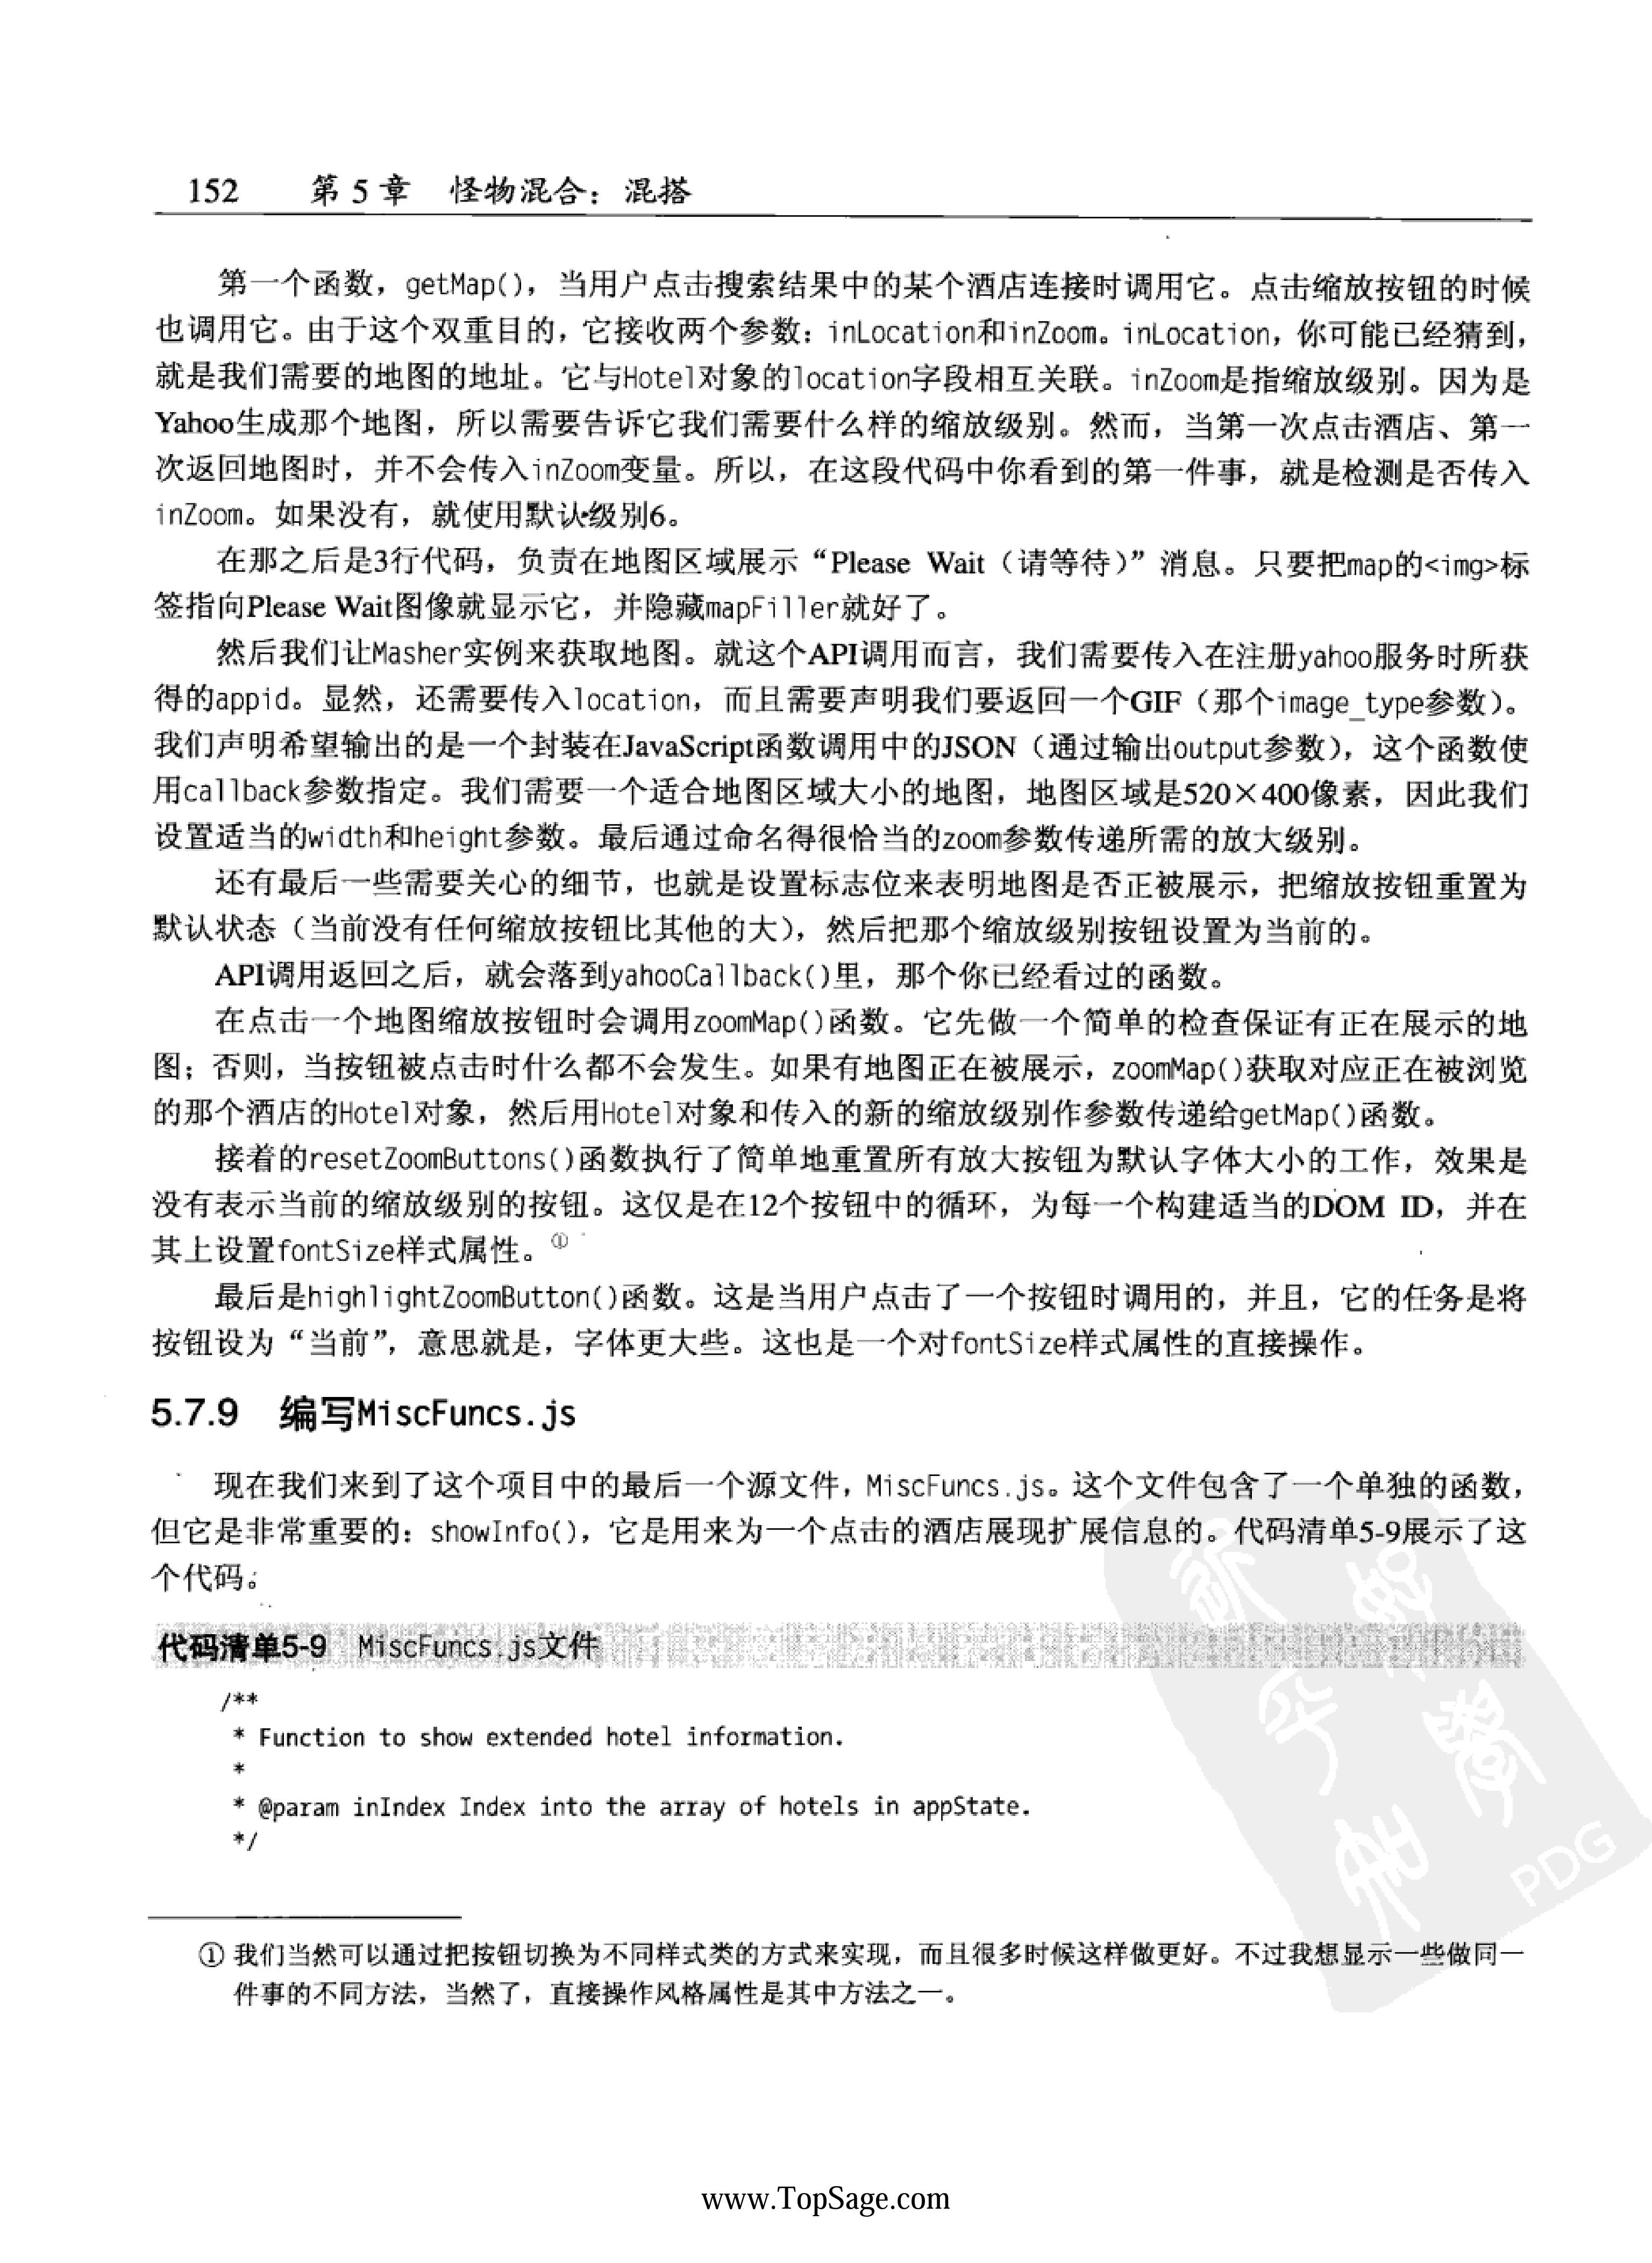 152 第 5 章 怪物混合：混搭
第一个函数，getMap()，当用户点击搜索结果中的某个酒店连接时调用它。点击缩放按钮的时候
也调用它。由于这个双重目的，它接收两个参数：inLocation和inZoom。inLocation，你可能已经猜到，
就是我们需要的地图的地址。它与Hotel对象的location字段相互关联。inZoom是指缩放级别。因为是
Yahoo生成那个地图，所以需要告诉它我们需要什么样的缩放级别。然而，当第一次点击酒店、第一
次返回地图时，并不会传入inZoom变量。所以，在这段代码中你看到的第一件事，就是检测是否传入
inZoom。如果没有，就使用默认级别6。
在那之后是3行代码，负责在地图区域展示“Please Wait（请等待）”消息。只要把map的<img>标
签指向Please Wait图像就显示它，并隐藏mapFiller就好了。
然后我们让Masher实例来获取地图。就这个API调用而言，我们需要传入在注册yahoo服务时所获
得的appid。显然，还需要传入location，而且需要声明我们要返回一个GIF（那个image_type参数）。
我们声明希望输出的是一个封装在JavaScript函数调用中的JSON（通过输出output参数），这个函数使
用callback参数指定。我们需要一个适合地图区域大小的地图，地图区域是520×400像素，因此我们
设置适当的width和height参数。最后通过命名得很恰当的zoom参数传递所需的放大级别。
还有最后一些需要关心的细节，也就是设置标志位来表明地图是否正被展示，把缩放按钮重置为
默认状态（当前没有任何缩放按钮比其他的大），然后把那个缩放级别按钮设置为当前的。
API调用返回之后，就会落到yahooCallback()里，那个你已经看过的函数。
在点击一个地图缩放按钮时会调用zoomMap()函数。它先做一个简单的检查保证有正在展示的地
图；否则，当按钮被点击时什么都不会发生。如果有地图正在被展示，zoomMap()获取对应正在被浏览
的那个酒店的Hotel对象，然后用Hotel对象和传入的新的缩放级别作参数传递给getMap()函数。
接着的resetZoomButtons()函数执行了简单地重置所有放大按钮为默认字体大小的工作，效果是
没有表示当前的缩放级别的按钮。这仅是在12个按钮中的循环，为每一个构建适当的DOM ID，并在
其上设置fontSize样式属性。①
最后是highlightZoomButton()函数。这是当用户点击了一个按钮时调用的，并且，它的任务是将
按钮设为“当前”，意思就是，字体更大些。这也是一个对fontSize样式属性的直接操作。
5.7.9 编写MiscFuncs.js
现在我们来到了这个项目中的最后一个源文件，MiscFuncs.js。这个文件包含了一个单独的函数，
但它是非常重要的：showInfo()，它是用来为一个点击的酒店展现扩展信息的。代码清单5-9展示了这
个代码。
代码清单5-9 MiscFuncs.js文件
/**
* Function to show extended hotel information.
*
* @param inIndex Index into the array of hotels in appState.
*/
① 我们当然可以通过把按钮切换为不同样式类的方式来实现，而且很多时候这样做更好。不过我想显示一些做同一
件事的不同方法，当然了，直接操作风格属性是其中方法之一。
PDG
www.TopSage.com